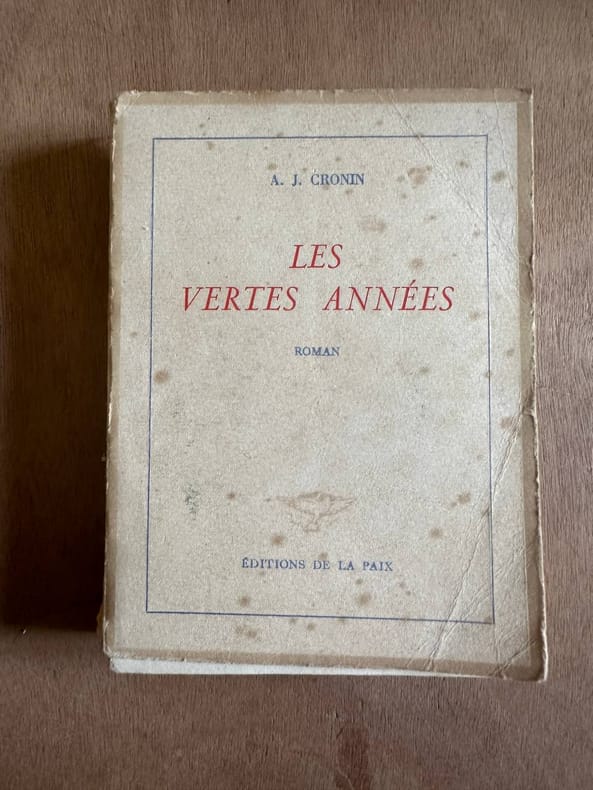 A. J. CRONIN
LES
VERTES ANNÉES
ROMAN
ÉDITIONS DE LA PAIX